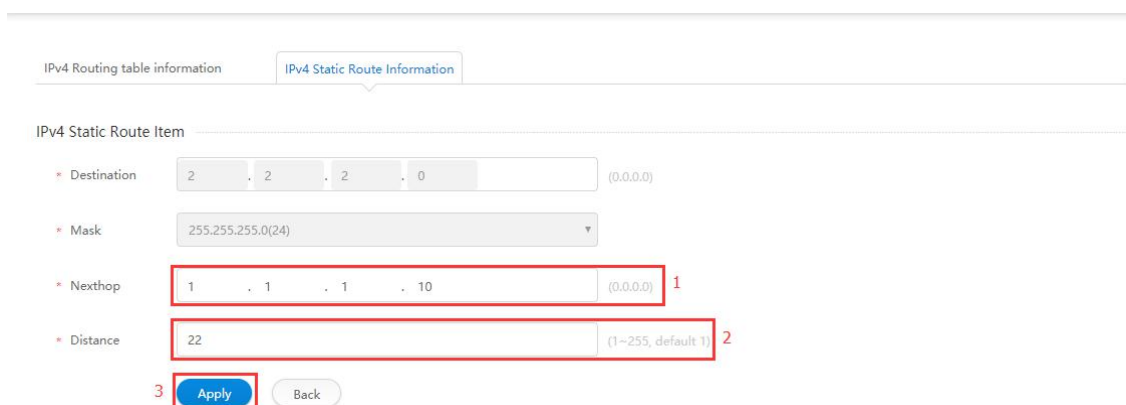 IPv4 Routing table information IPv4 Static Route Information
IPv4 Static Route Item
* Destination 2 . 2 . 2 . 0 (0.0.0.0)
* Mask 255.255.255.0(24)
* Nexthop 1 . 1 . 1 . 10 (0.0.0.0) 1
* Distance 22 (1~255, default 1) 2
3 Apply Back